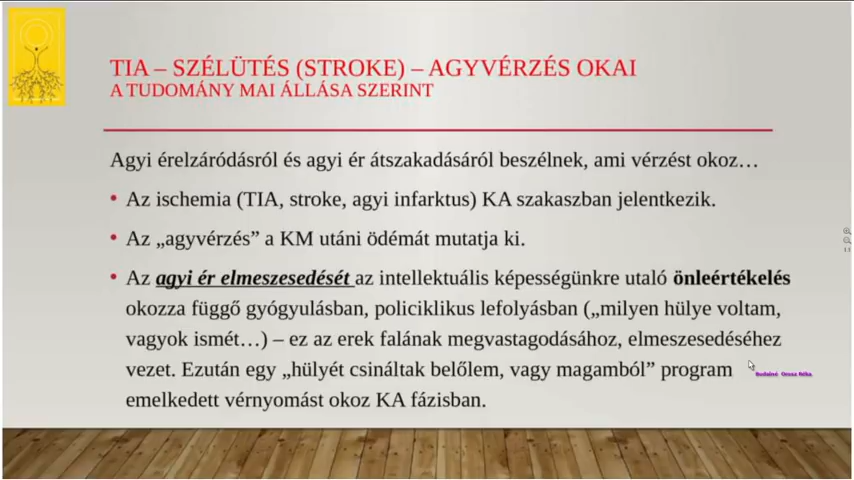 TIA – SZÉLÜTÉS (STROKE) – AGYVÉRZÉS OKAI
A TUDOMÁNY MAI ÁLLÁSA SZERINT
Agyi érelzáródásról és agyi ér átszakadásáról beszélnek, ami vérzést okoz…
• Az ischemia (TIA, stroke, agyi infarktus) KA szakaszban jelentkezik.
• Az „agyvérzés” a KM utáni ödémát mutatja ki.
• Az agyi ér elmeszesedését az intellektuális képességünkre utaló önleértékelés
okozza függő gyógyulásban, policiklikus lefolyásban („milyen hülye voltam,
vagyok ismét…) – ez az erek falának megvastagodásához, elmeszesedéséhez
vezet. Ezután egy „hülyét csináltak belőlem, vagy magamból” program
Budainé Orosz Réka
emelkedett vérnyomást okoz KA fázisban.